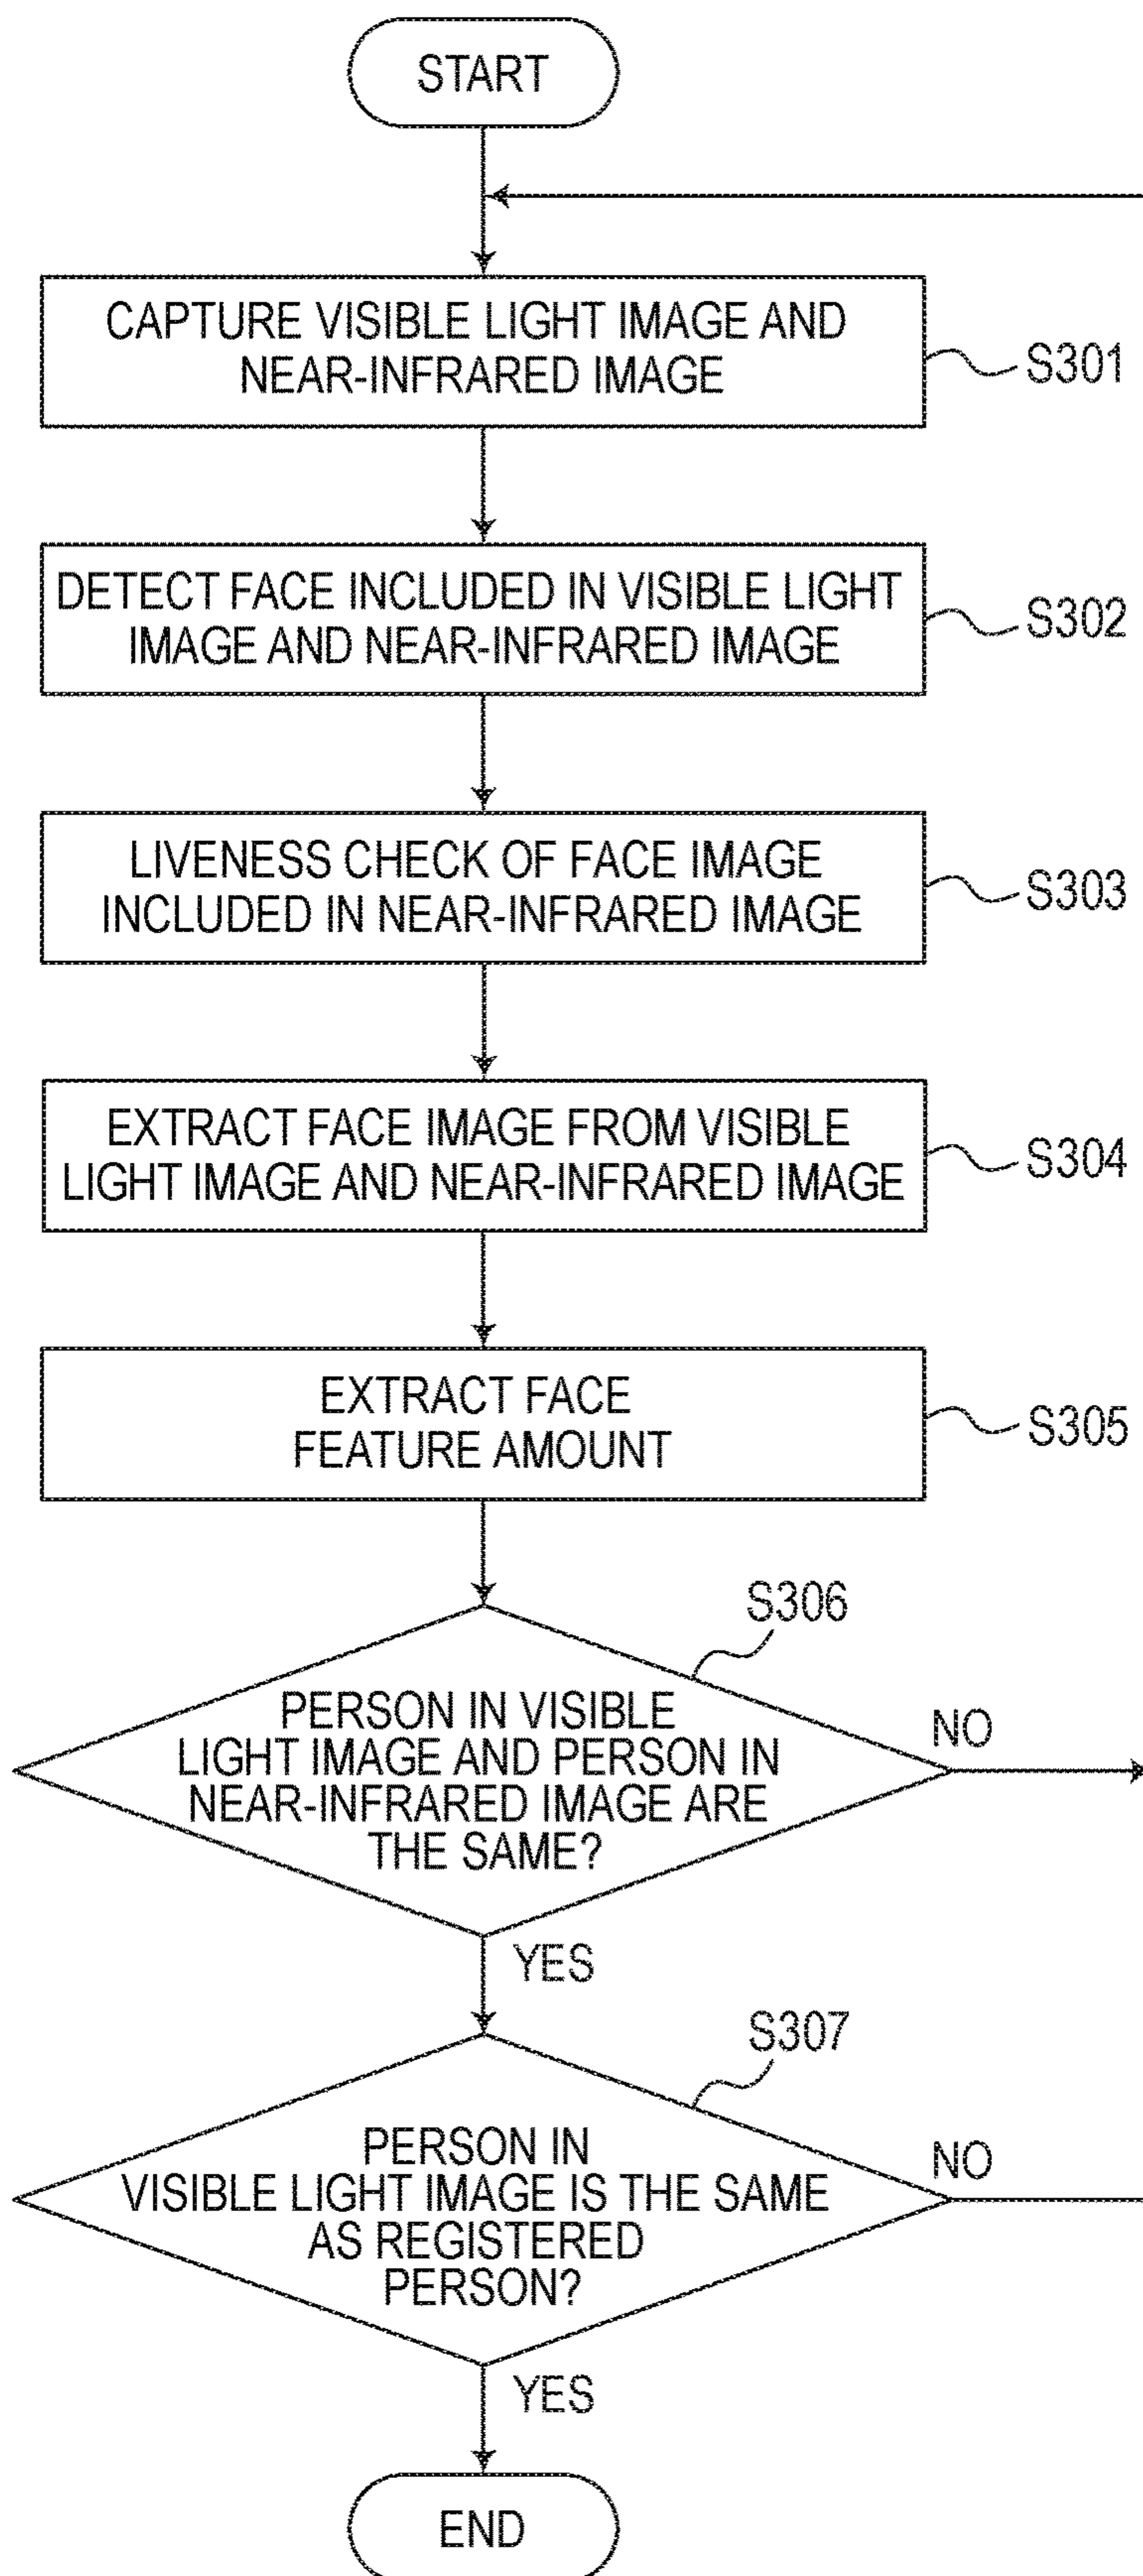 START
CAPTURE VISIBLE LIGHT IMAGE AND
NEAR-INFRARED IMAGE
S301
DETECT FACE INCLUDED IN VISIBLE LIGHT
IMAGE AND NEAR-INFRARED IMAGE
S302
LIVENESS CHECK OF FACE IMAGE
INCLUDED IN NEAR-INFRARED IMAGE
S303
EXTRACT FACE IMAGE FROM VISIBLE
LIGHT IMAGE AND NEAR-INFRARED IMAGE
S304
EXTRACT FACE
FEATURE AMOUNT
S305
S306
PERSON IN VISIBLE
LIGHT IMAGE AND PERSON IN
NEAR-INFRARED IMAGE ARE
THE SAME?
NO
YES
S307
PERSON IN
VISIBLE LIGHT IMAGE IS THE SAME
AS REGISTERED
PERSON?
NO
YES
END